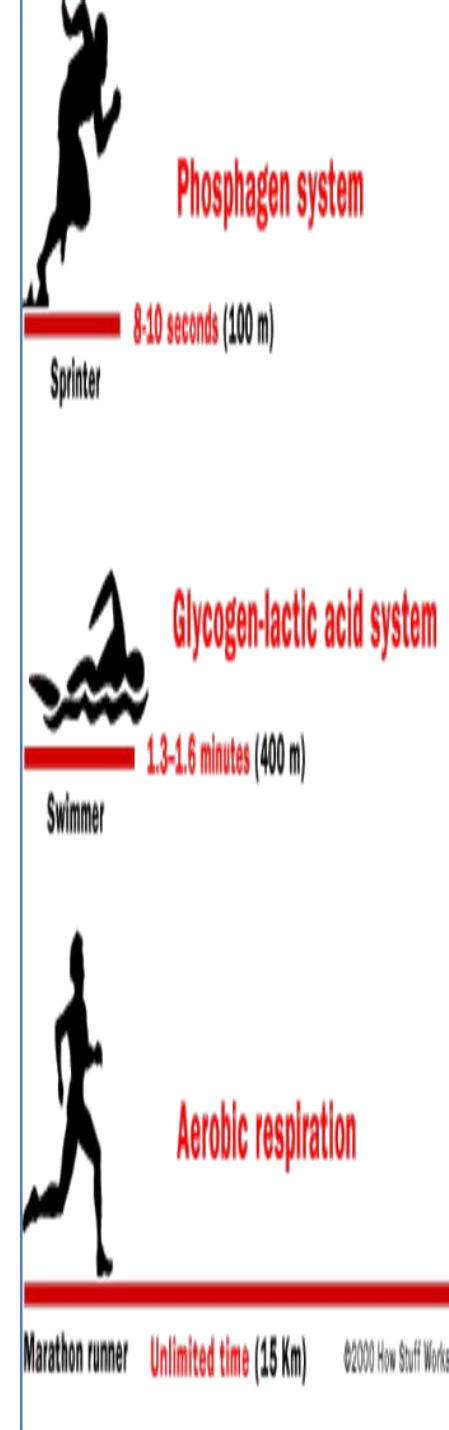 Phosphagen system
8-10 seconds (100 m)
Sprinter
Glycogen-lactic acid system
1.3–1.6 minutes (400 m)
Swimmer
Aerobic respiration
Marathon runner Unlimited time (15 Km) ©2000 How Stuff Works